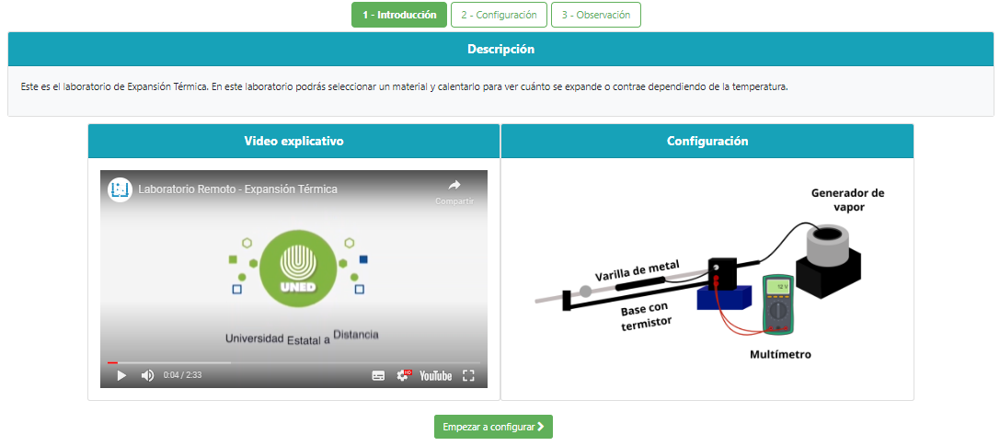 1 - Introducción
2 - Configuración
3 - Observación
Descripción
Este es el laboratorio de Expansión Térmica. En este laboratorio podrás seleccionar un material y calentarlo para ver cuánto se expande o contrae dependiendo de la temperatura.
Video explicativo
Laboratorio Remoto - Expansión Térmica
Compartir
UNED
Universidad Estatal a Distancia
0:04 / 2:33
HD
YouTube
Configuración
Generador de
vapor
Varilla de metal
12 V
Base con
termistor
Multímetro
Empezar a configurar